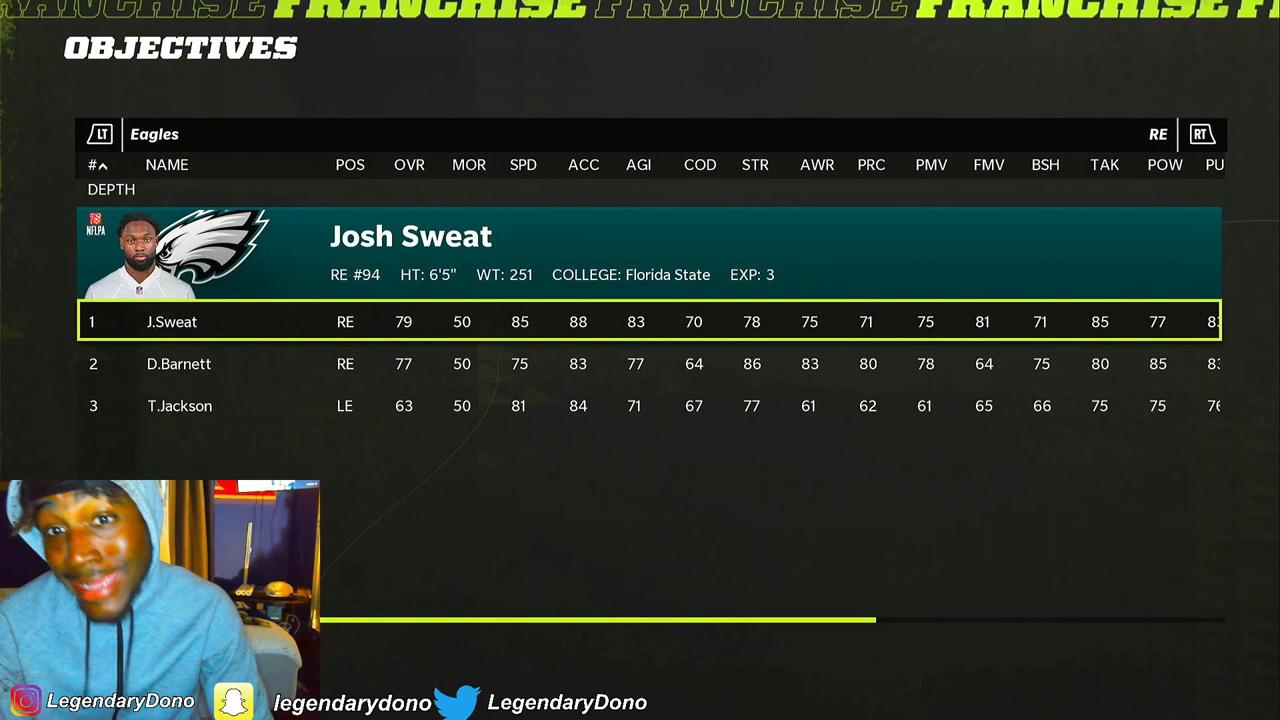 FRANCHISE FRANCHISE FRANCHISE FRANCHISE
OBJECTIVES
LT Eagles RE RT
# NAME POS OVR MOR SPD ACC AGI COD STR AWR PRC PMV FMV BSH TAK POW PU
DEPTH
NFLPA
Josh Sweat
RE #94 HT: 6'5" WT: 251 COLLEGE: Florida State EXP: 3
1 J.Sweat RE 79 50 85 88 83 70 78 75 71 75 81 71 85 77
2 D.Barnett RE 77 50 75 83 77 64 86 83 80 78 64 75 80 85
3 T.Jackson LE 63 50 81 84 71 67 77 61 62 61 65 66 75 75
LegendaryDono legendarydono LegendaryDono